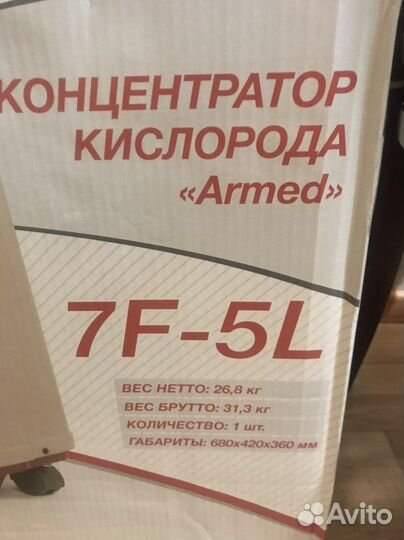 КОНЦЕНТРАТОР
КИСЛОРОДА
«Armed»
7F-5L
ВЕС НЕТТО: 26,8 кг
ВЕС БРУТТО: 31,3 кг
КОЛИЧЕСТВО: 1 шт.
ГАБАРИТЫ: 680х420х360 мм
Avito